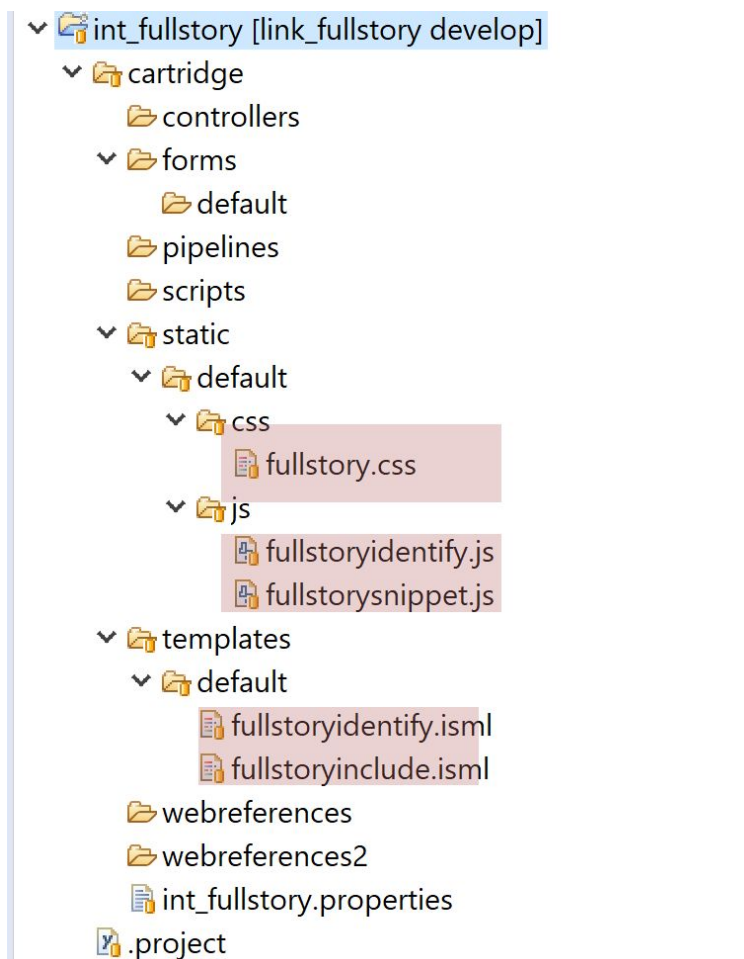 int_fullstory [link_fullstory develop]
cartridge
controllers
forms
default
pipelines
scripts
static
default
css
fullstory.css
js
fullstoryidentify.js
fullstorysnippet.js
templates
default
fullstoryidentify.isml
fullstoryinclude.isml
webreferences
webreferences2
int_fullstory.properties
.project